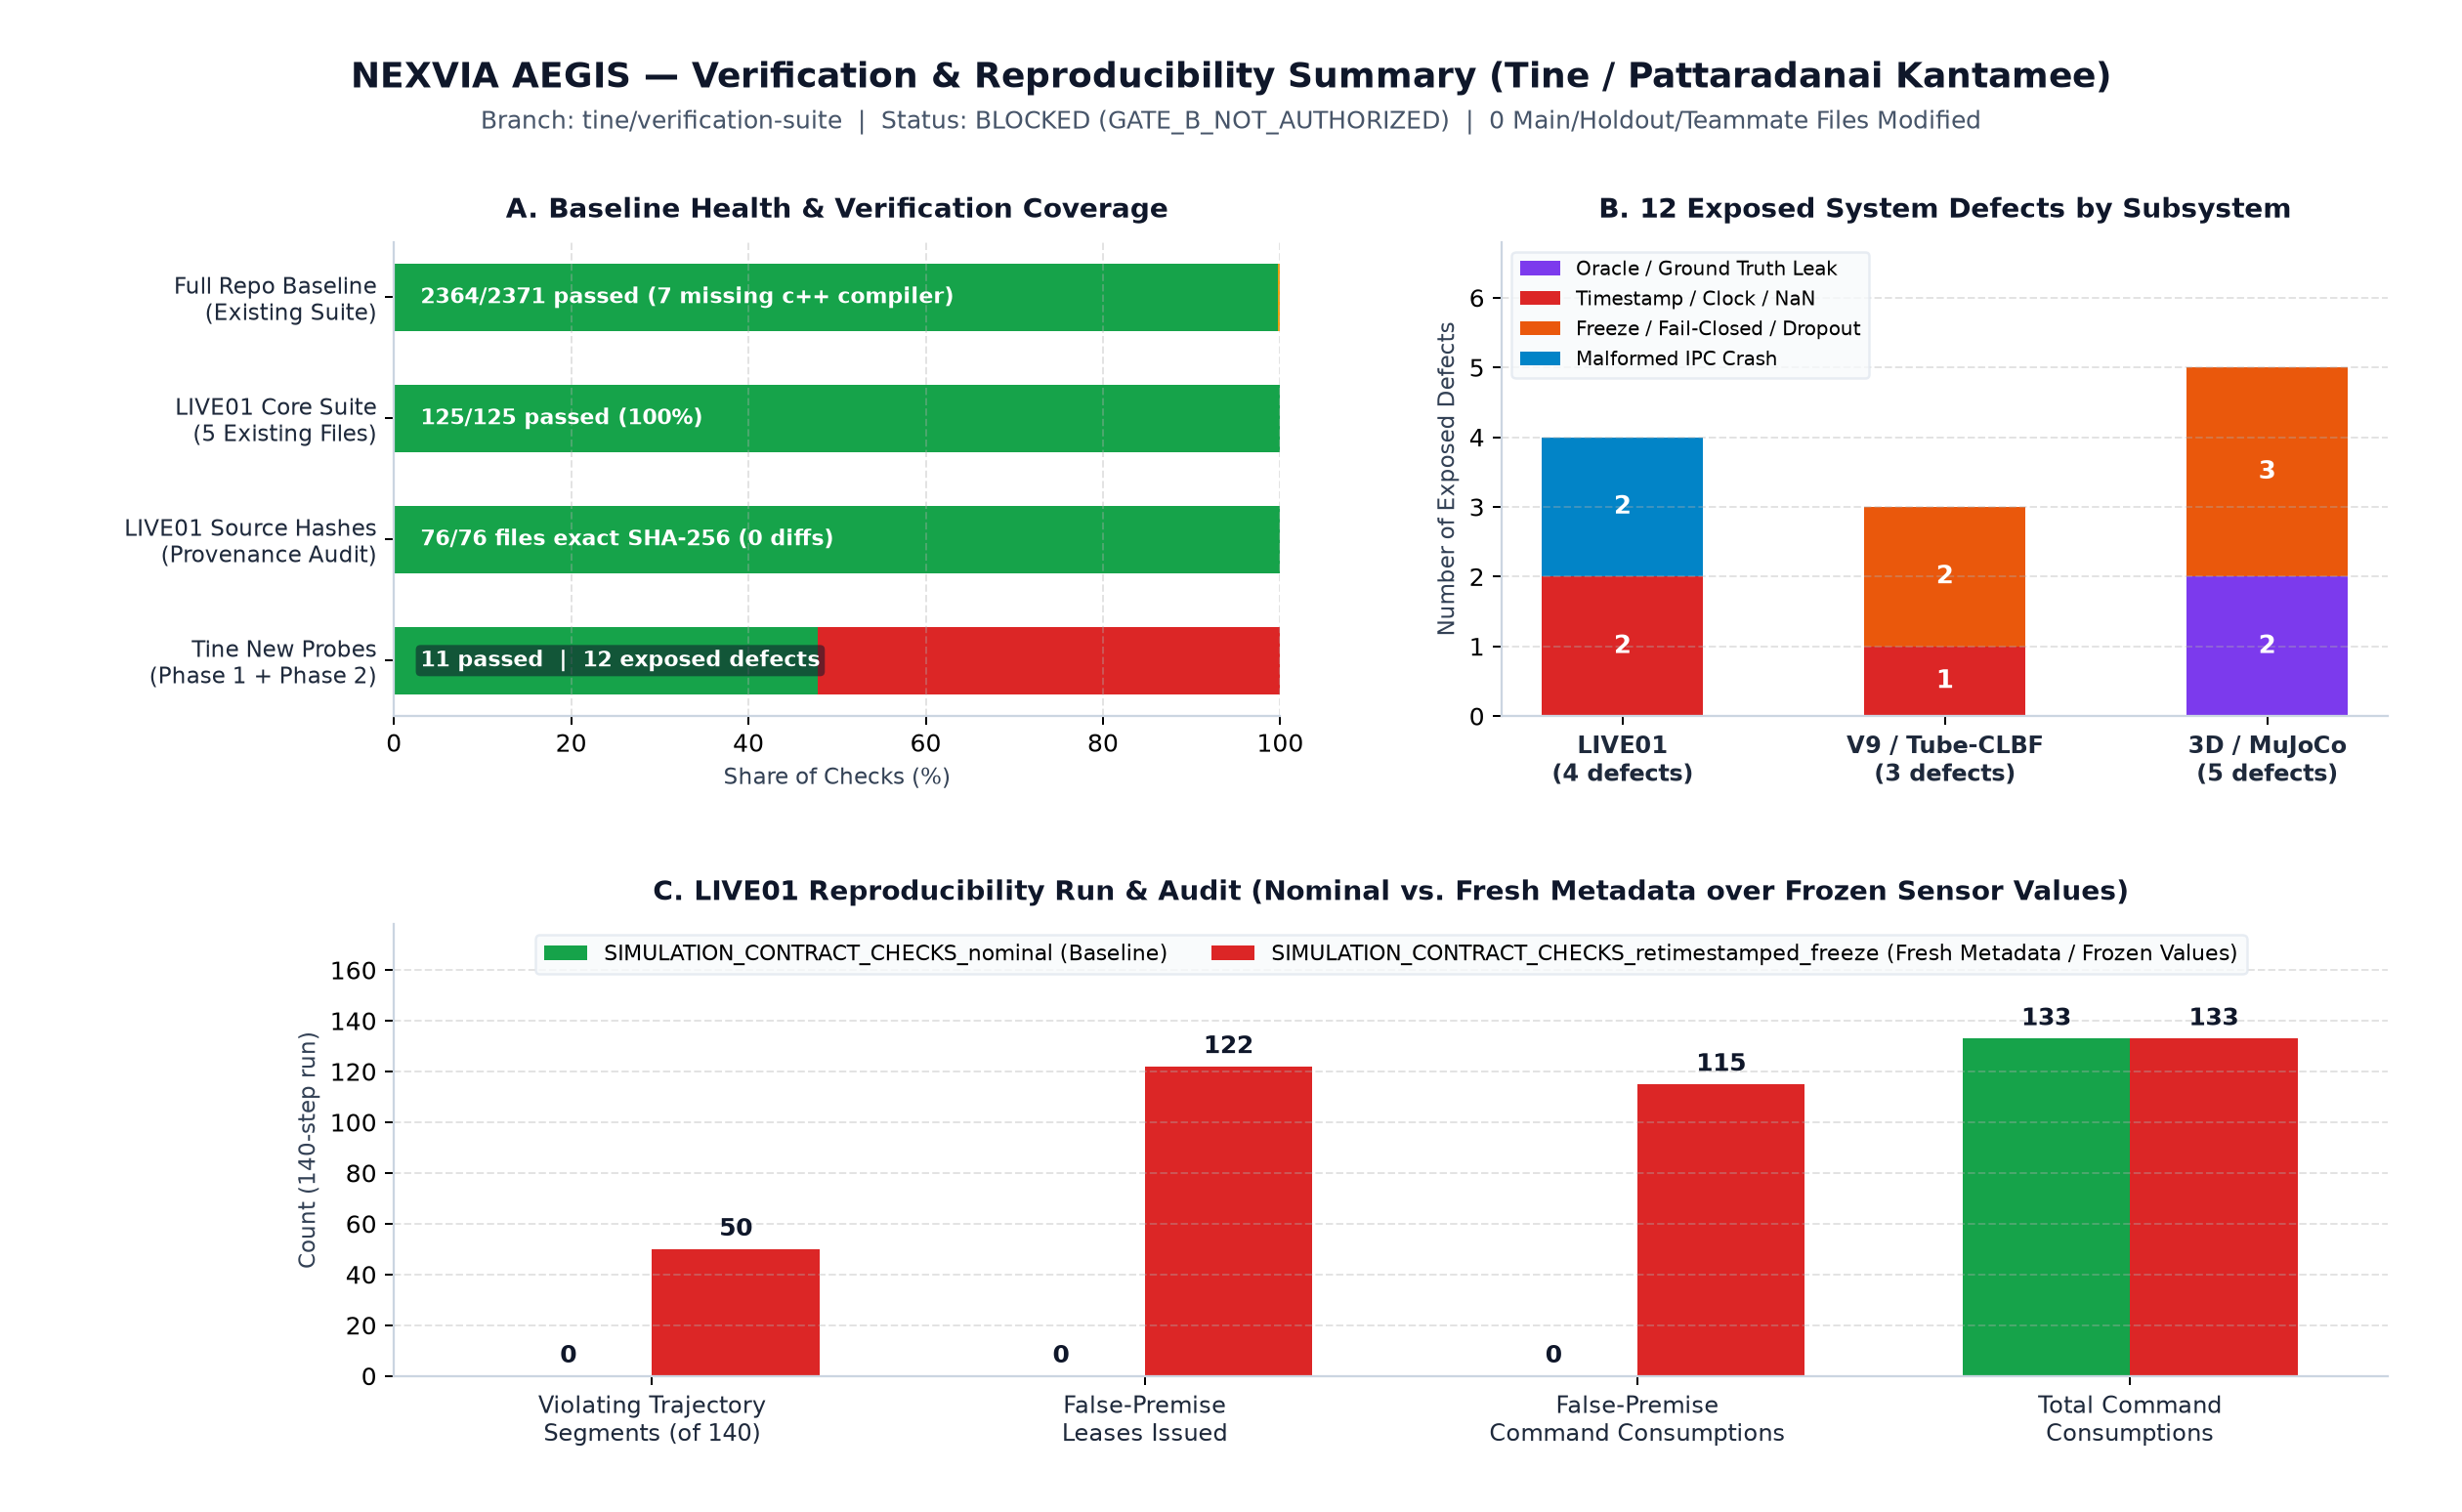 NEXVIA AEGIS — Verification & Reproducibility Summary (Tine / Pattaradanai Kantamee)
Branch: tine/verification-suite | Status: BLOCKED (GATE_B_NOT_AUTHORIZED) | 0 Main/Holdout/Teammate Files Modified
A. Baseline Health & Verification Coverage
Full Repo Baseline
(Existing Suite)
2364/2371 passed (7 missing c++ compiler)
LIVE01 Core Suite
(5 Existing Files)
125/125 passed (100%)
LIVE01 Source Hashes
(Provenance Audit)
76/76 files exact SHA-256 (0 diffs)
Tine New Probes
(Phase 1 + Phase 2)
11 passed | 12 exposed defects
0 20 40 60 80 100
Share of Checks (%)
B. 12 Exposed System Defects by Subsystem
Oracle / Ground Truth Leak
Timestamp / Clock / NaN
Freeze / Fail-Closed / Dropout
Malformed IPC Crash
Number of Exposed Defects
6
5
4
3
2
1
0
2
2
2
1
3
2
LIVE01
(4 defects)
V9 / Tube-CLBF
(3 defects)
3D / MuJoCo
(5 defects)
C. LIVE01 Reproducibility Run & Audit (Nominal vs. Fresh Metadata over Frozen Sensor Values)
SIMULATION_CONTRACT_CHECKS_nominal (Baseline)
SIMULATION_CONTRACT_CHECKS_retimestamped_freeze (Fresh Metadata / Frozen Values)
Count (140-step run)
160
140
120
100
80
60
40
20
0
0
50
0
122
0
115
133
133
Violating Trajectory
Segments (of 140)
False-Premise
Leases Issued
False-Premise
Command Consumptions
Total Command
Consumptions